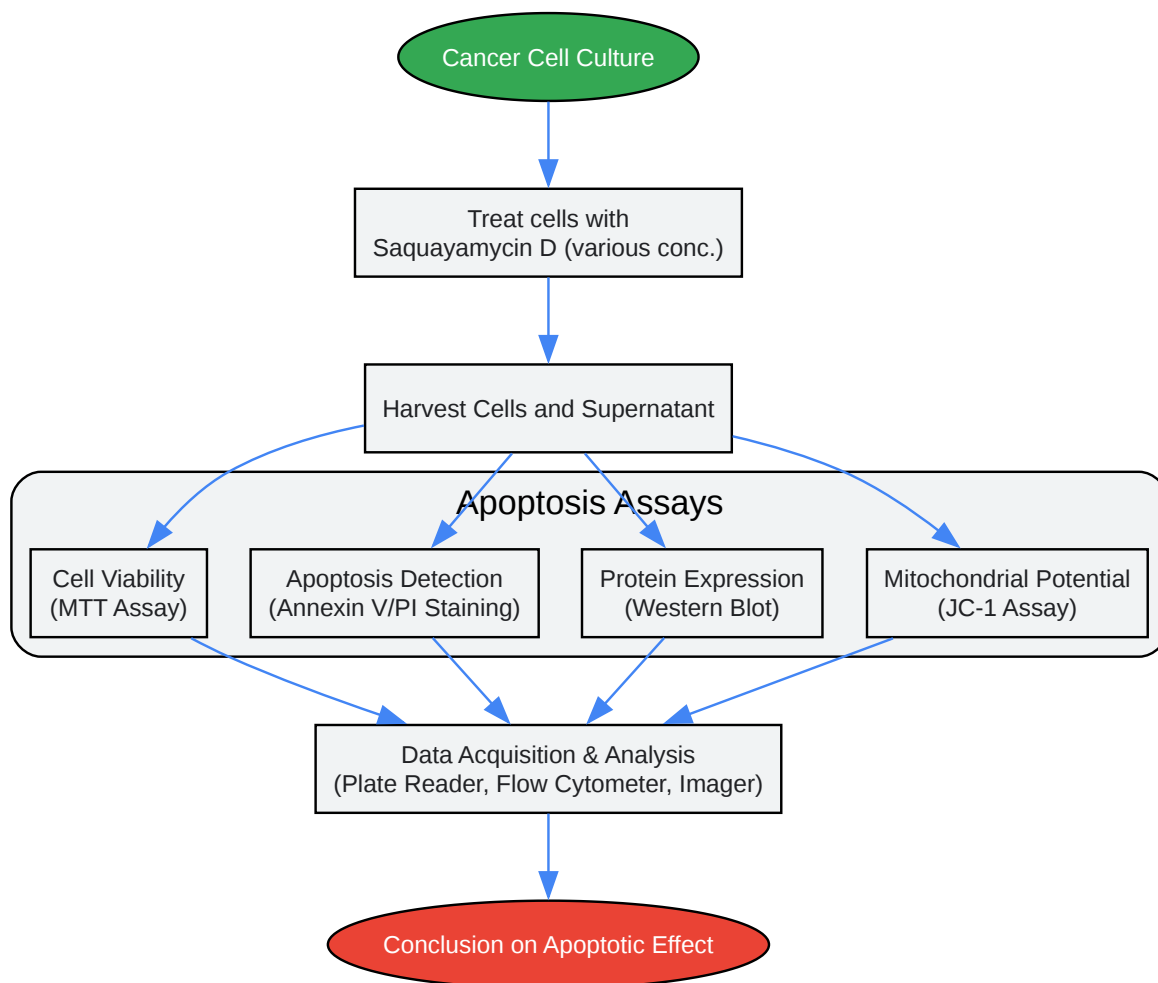 Cancer Cell Culture
Treat cells with
Saquayamycin D (various conc.)
Harvest Cells and Supernatant
Apoptosis Assays
Cell Viability
(MTT Assay)
Apoptosis Detection
(Annexin V/PI Staining)
Protein Expression
(Western Blot)
Mitochondrial Potential
(JC-1 Assay)
Data Acquisition & Analysis
(Plate Reader, Flow Cytometer, Imager)
Conclusion on Apoptotic Effect